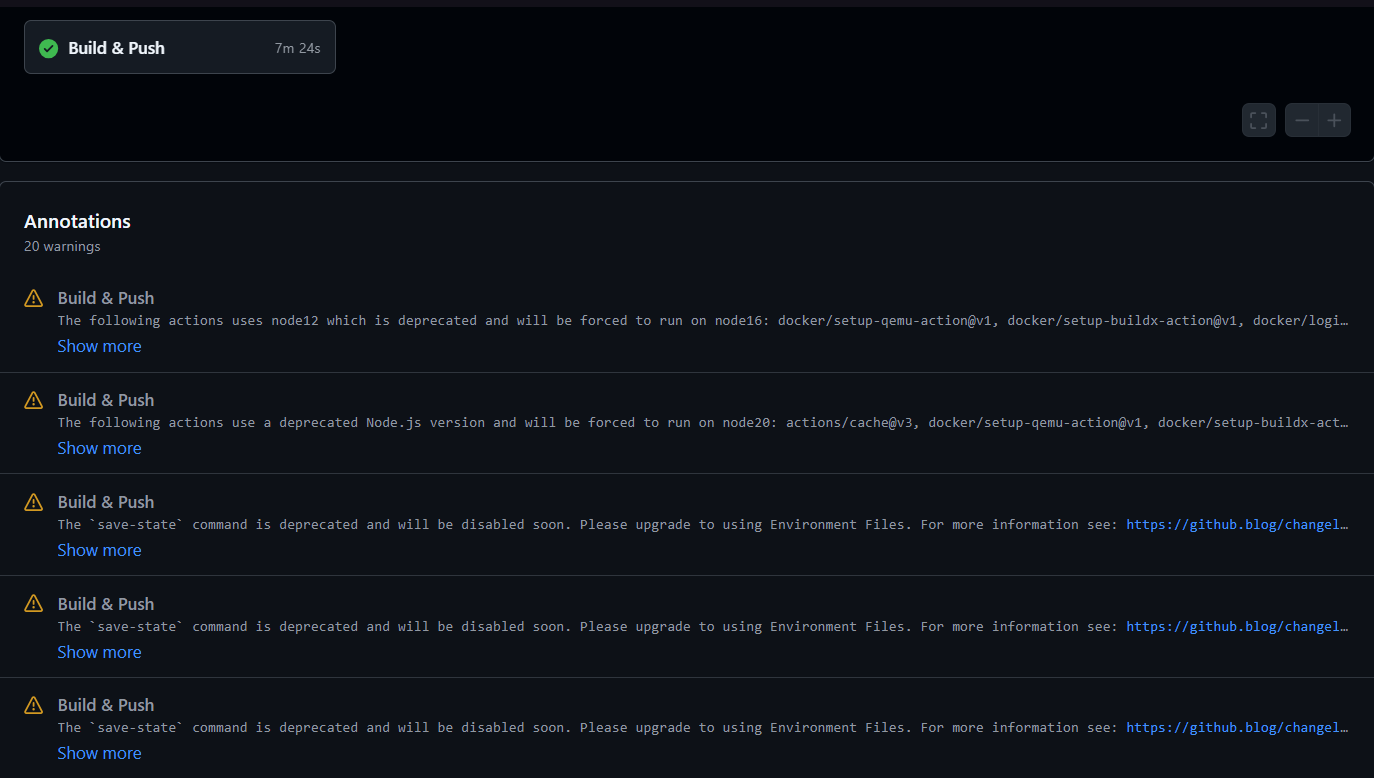 Build & Push 7m 24s
Annotations
20 warnings
Build & Push
The following actions uses node12 which is deprecated and will be forced to run on node16: docker/setup-qemu-action@v1, docker/setup-buildx-action@v1, docker/logi…
Show more
Build & Push
The following actions use a deprecated Node.js version and will be forced to run on node20: actions/cache@v3, docker/setup-qemu-action@v1, docker/setup-buildx-act…
Show more
Build & Push
The `save-state` command is deprecated and will be disabled soon. Please upgrade to using Environment Files. For more information see: https://github.blog/changel…
Show more
Build & Push
The `save-state` command is deprecated and will be disabled soon. Please upgrade to using Environment Files. For more information see: https://github.blog/changel…
Show more
Build & Push
The `save-state` command is deprecated and will be disabled soon. Please upgrade to using Environment Files. For more information see: https://github.blog/changel…
Show more